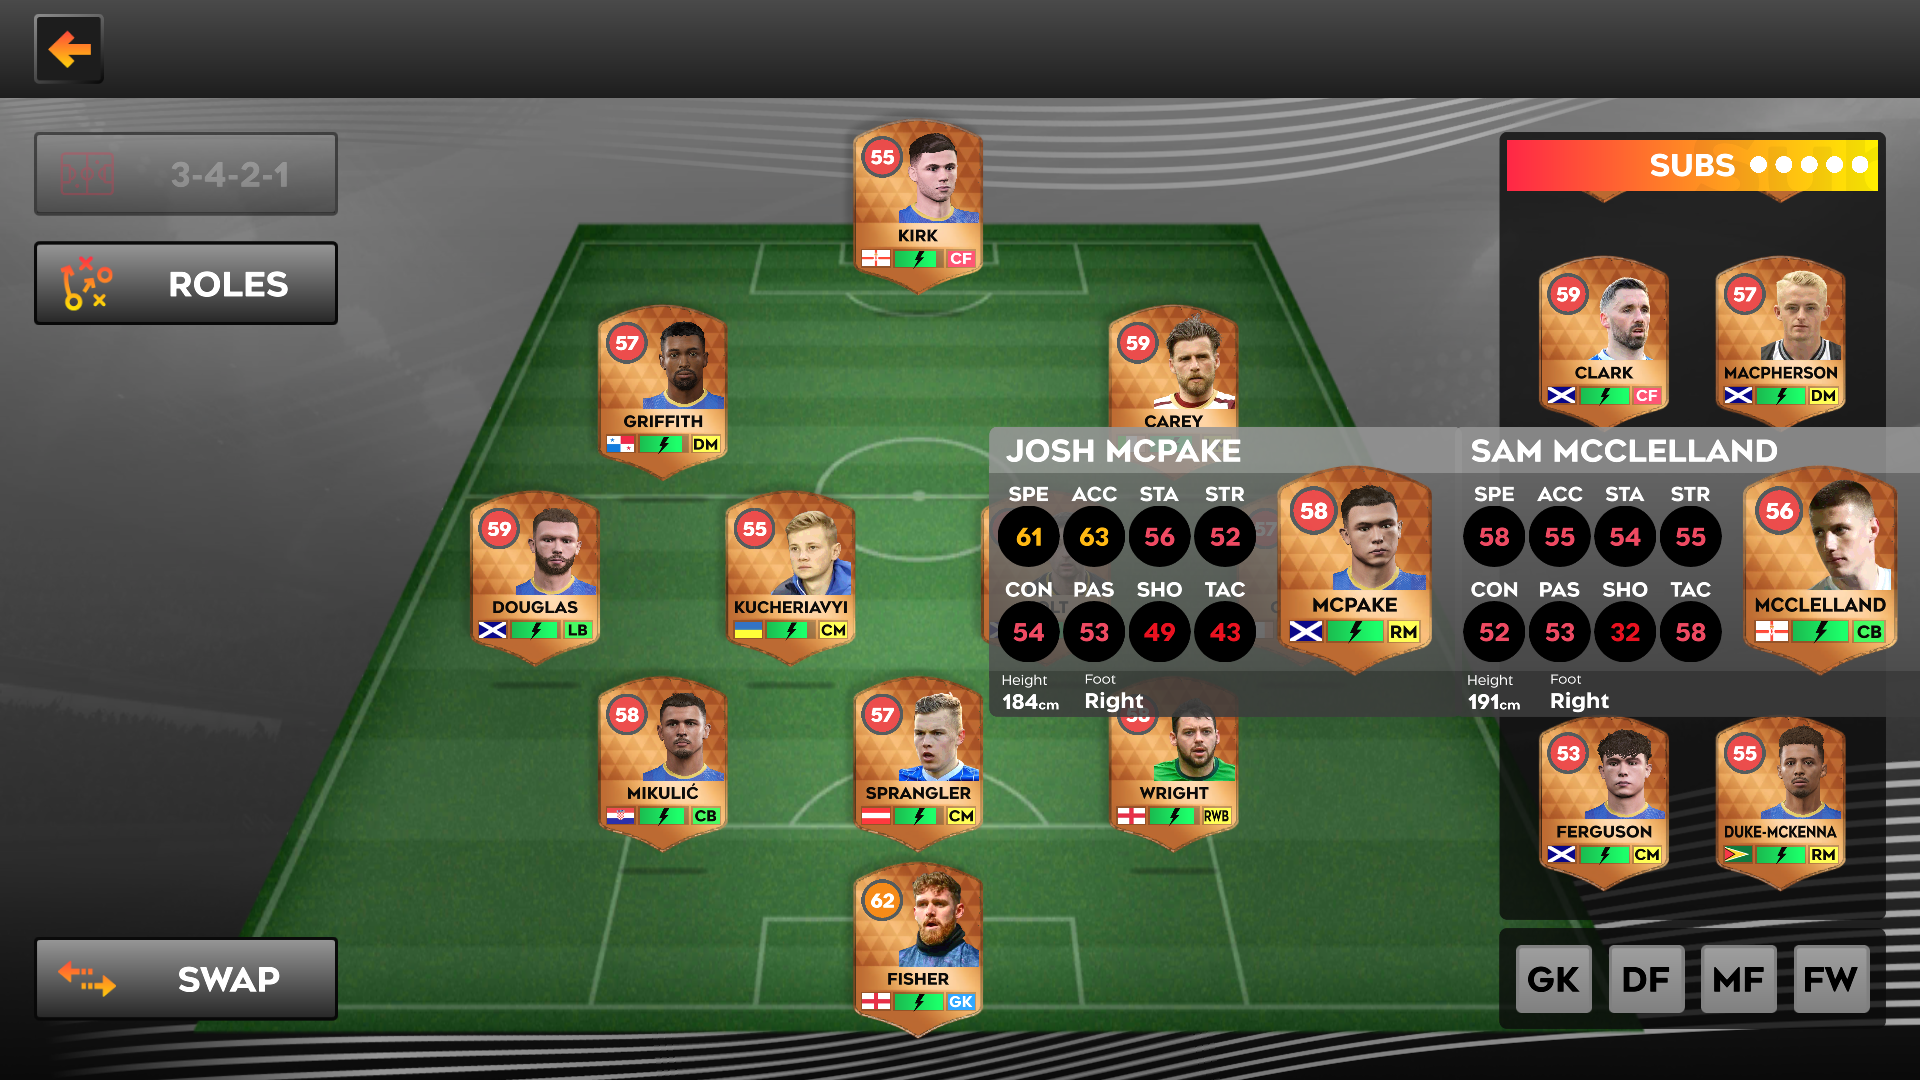 3-4-2-1
ROLES
SWAP
55
KIRK
CF
57
GRIFFITH
DM
59
CAREY
59
DOUGLAS
LB
55
KUCHERIAVYI
CM
58
MIKULIĆ
CB
57
SPRANGLER
CM
58
WRIGHT
RWB
62
FISHER
GK
JOSH MCPAKE
SPE ACC STA STR
61 63 56 52
CON PAS SHO TAC
54 53 49 43
Height Foot
184cm Right
58
MCPAKE
RM
SAM MCCLELLAND
SPE ACC STA STR
58 55 54 55
CON PAS SHO TAC
52 53 32 58
Height Foot
191cm Right
56
MCCLELLAND
CB
SUBS
59
CLARK
CF
57
MACPHERSON
DM
53
FERGUSON
CM
55
DUKE-MCKENNA
RM
GK DF MF FW